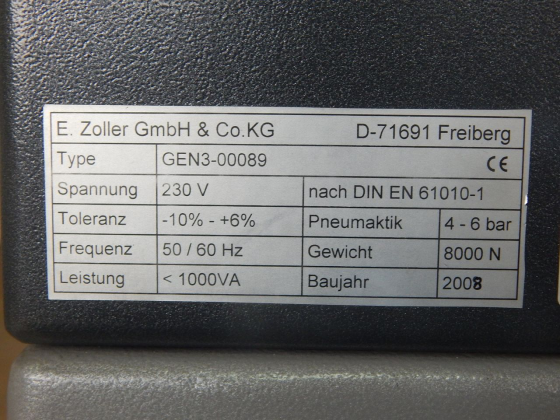 E. Zoller GmbH & Co.KG D-71691 Freiberg
Type GEN3-00089 CE
Spannung 230 V nach DIN EN 61010-1
Toleranz -10% - +6% Pneumaktik 4 - 6 bar
Frequenz 50 / 60 Hz Gewicht 8000 N
Leistung < 1000VA Baujahr 2008